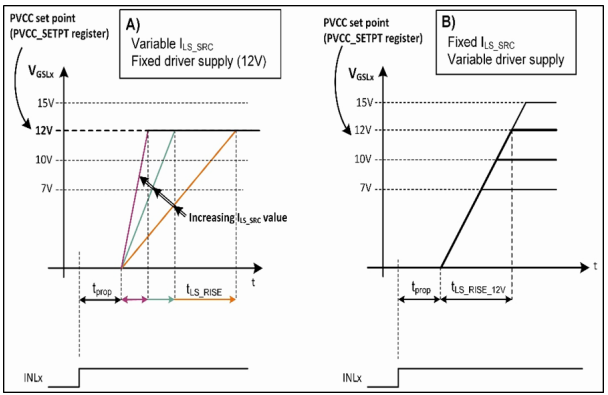 PVCC set point
(PVCC_SETPT register)
A)
Variable ILS_SRC
Fixed driver supply (12V)
VGSLx
15V
12V
10V
7V
Increasing ILS_SRC value
t
tprop
tLS_RISE
INLx
PVCC set point
(PVCC_SETPT register)
B)
Fixed ILS_SRC
Variable driver supply
VGSLx
15V
12V
10V
7V
t
tprop
tLS_RISE_12V
INLx